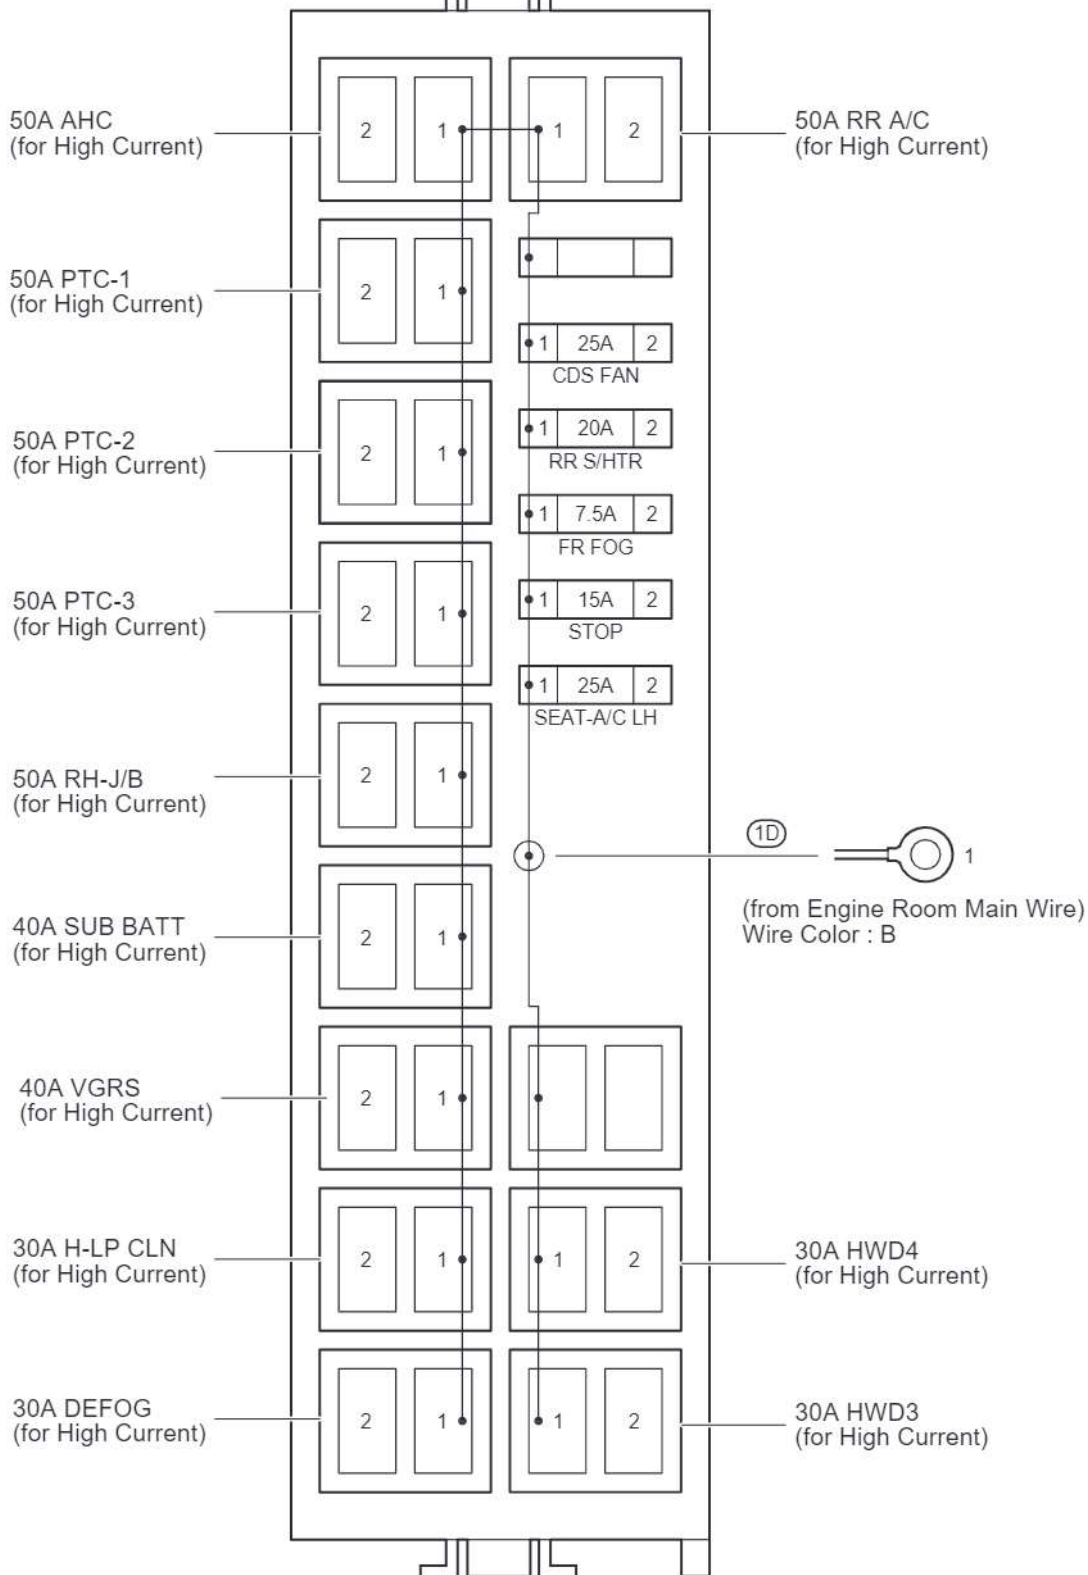 50A AHC
(for High Current)
2
1
1
2
50A RR A/C
(for High Current)
50A PTC-1
(for High Current)
2
1
1
25A
2
CDS FAN
50A PTC-2
(for High Current)
2
1
1
20A
2
RR S/HTR
1
7.5A
2
FR FOG
50A PTC-3
(for High Current)
2
1
1
15A
2
STOP
1
25A
2
SEAT-A/C LH
50A RH-J/B
(for High Current)
2
1
1D
1
(from Engine Room Main Wire)
Wire Color : B
40A SUB BATT
(for High Current)
2
1
40A VGRS
(for High Current)
2
1
30A H-LP CLN
(for High Current)
2
1
1
2
30A HWD4
(for High Current)
30A DEFOG
(for High Current)
2
1
1
2
30A HWD3
(for High Current)